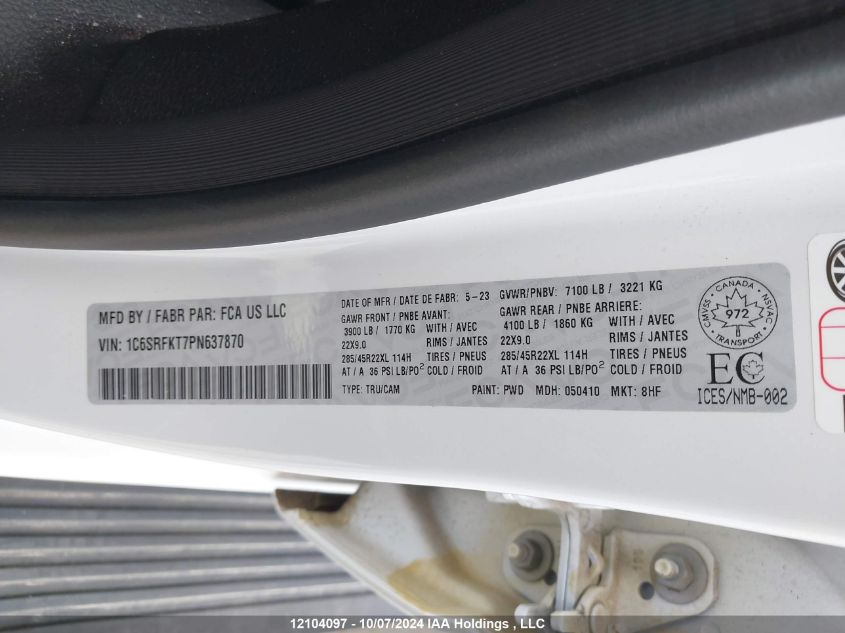 MFD BY / FABR PAR: FCA US LLC
VIN: 1C6SRFKT7PN637870
DATE OF MFR / DATE DE FABR: 5-23
GAWR FRONT / PNBE AVANT:
3900 LB / 1770 KG WITH / AVEC
22X9.0 RIMS / JANTES
285/45R22XL 114H TIRES / PNEUS
AT / A 36 PSI LB/PO² COLD / FROID
TYPE: TRU/CAM
GVWR/PNBV: 7100 LB / 3221 KG
GAWR REAR / PNBE ARRIERE:
4100 LB / 1860 KG WITH / AVEC
22X9.0 RIMS / JANTES
285/45R22XL 114H TIRES / PNEUS
AT / A 36 PSI LB/PO² COLD / FROID
PAINT: PWD MDH: 050410 MKT: 8HF
CANADA
CMVSS
NSVAC
972
EC
ICES/NMB-002
12104097 - 10/07/2024 IAA Holdings , LLC